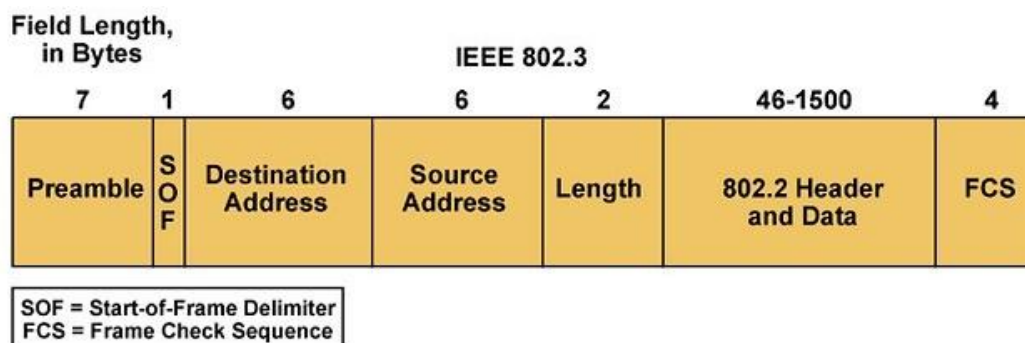 Field Length,
in Bytes
IEEE 802.3
7 1 6 6 2 46-1500 4
Preamble
S
O
F
Destination
Address
Source
Address
Length
802.2 Header
and Data
FCS
SOF = Start-of-Frame Delimiter
FCS = Frame Check Sequence